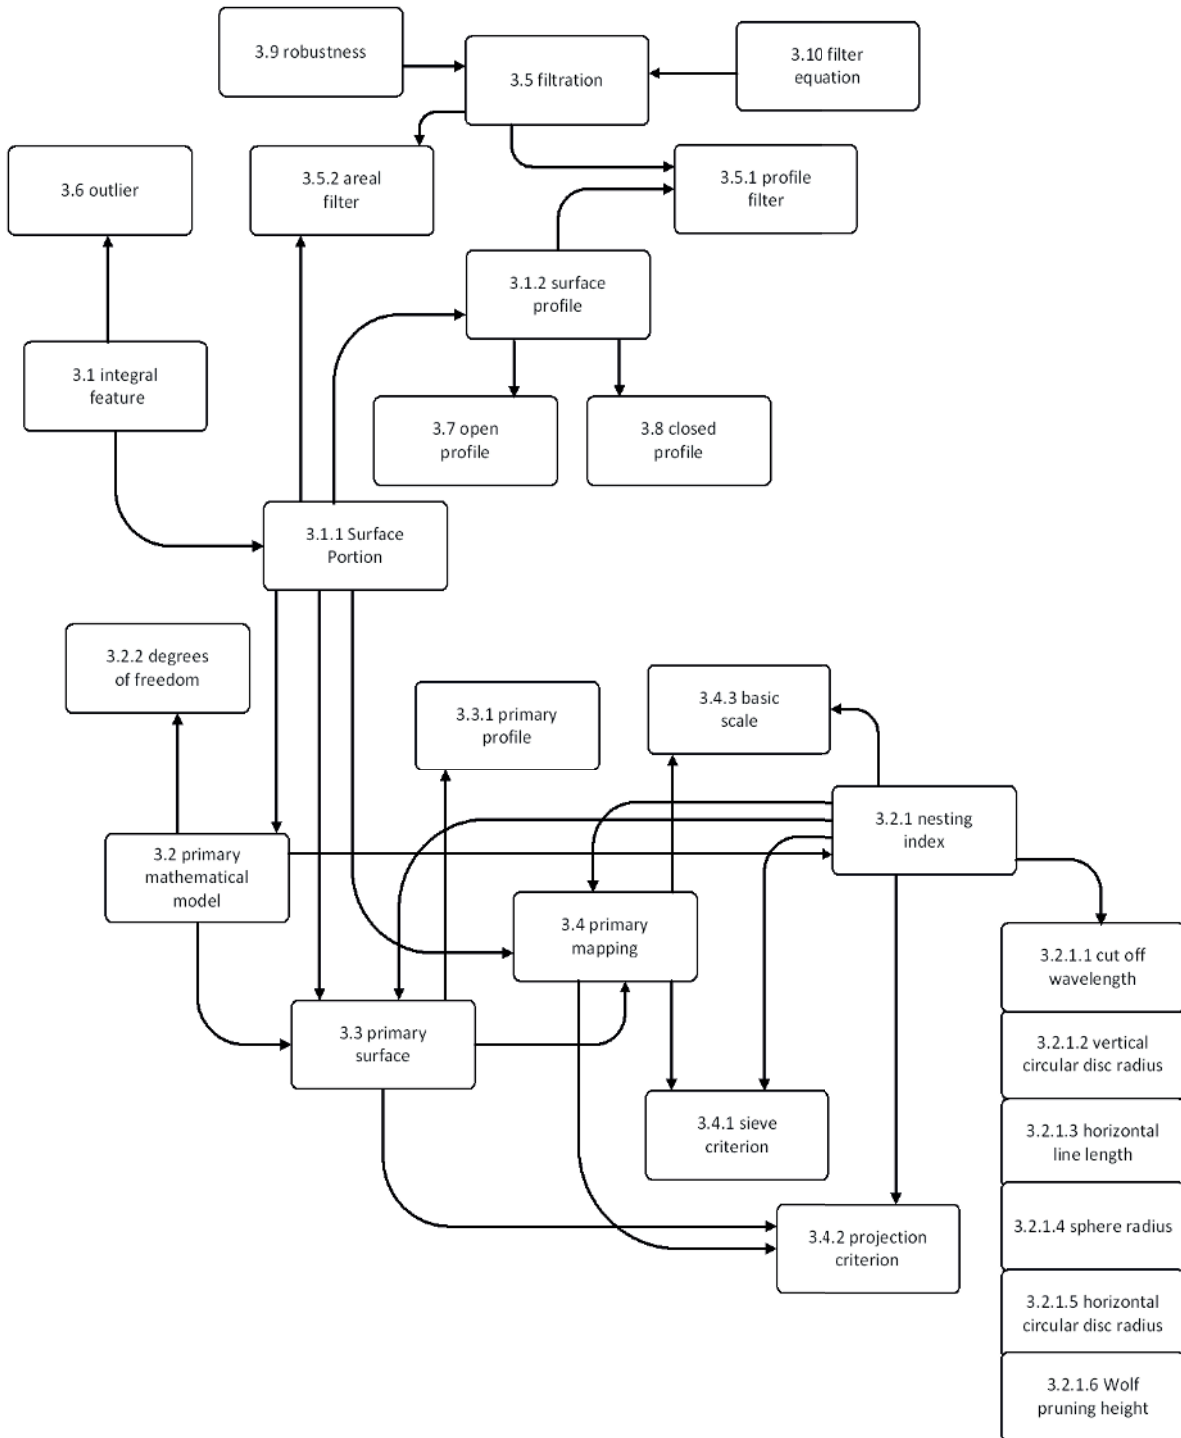 3.9 robustness
3.5 filtration
3.10 filter
equation
3.6 outlier
3.5.2 areal
filter
3.5.1 profile
filter
3.1.2 surface
profile
3.1 integral
feature
3.7 open
profile
3.8 closed
profile
3.1.1 Surface
Portion
3.2.2 degrees
of freedom
3.3.1 primary
profile
3.4.3 basic
scale
3.2.1 nesting
index
3.2 primary
mathematical
model
3.4 primary
mapping
3.2.1.1 cut off
wavelength
3.3 primary
surface
3.2.1.2 vertical
circular disc radius
3.4.1 sieve
criterion
3.2.1.3 horizontal
line length
3.2.1.4 sphere radius
3.4.2 projection
criterion
3.2.1.5 horizontal
circular disc radius
3.2.1.6 Wolf
pruning height